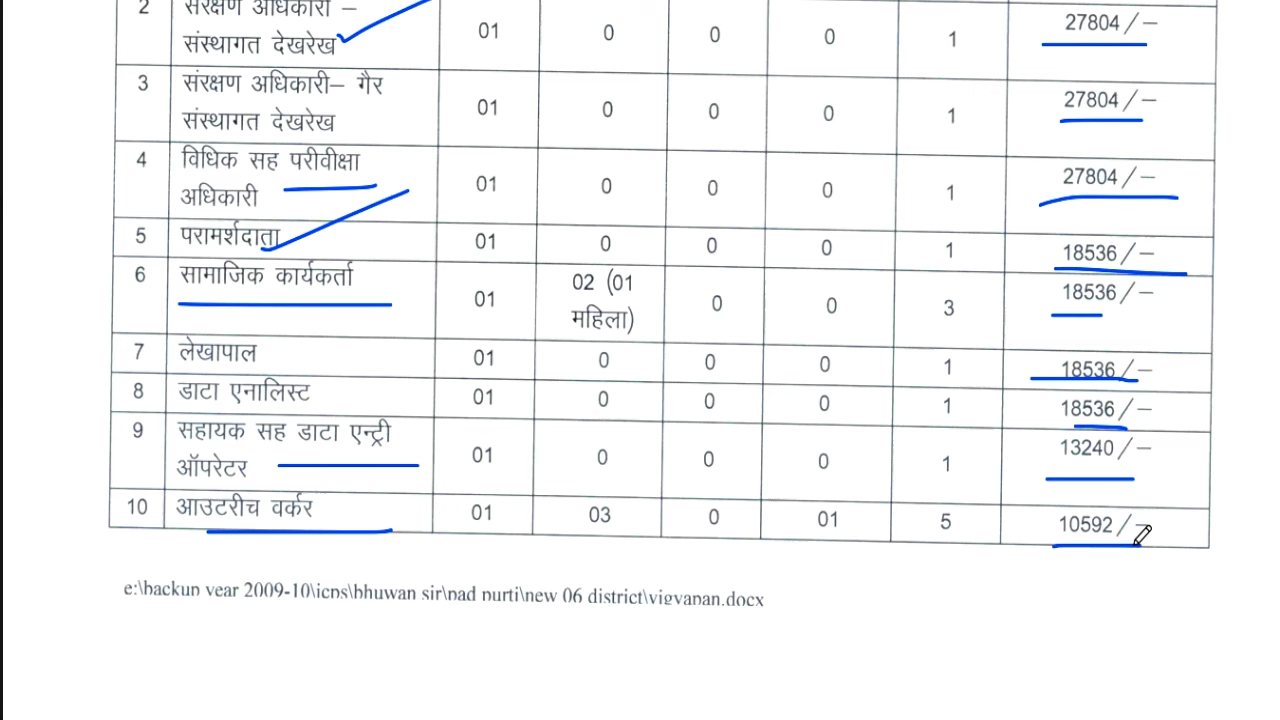 2 संरक्षण अधिकारी – संस्थागत देखरेख 01 0 0 0 1 27804/–
3 संरक्षण अधिकारी– गैर संस्थागत देखरेख 01 0 0 0 1 27804/–
4 विधिक सह परीवीक्षा अधिकारी 01 0 0 0 1 27804/–
5 परामर्शदाता 01 0 0 0 1 18536/–
6 सामाजिक कार्यकर्ता 01 02 (01 महिला) 0 0 3 18536/–
7 लेखापाल 01 0 0 0 1 18536/–
8 डाटा एनालिस्ट 01 0 0 0 1 18536/–
9 सहायक सह डाटा एन्ट्री ऑपरेटर 01 0 0 0 1 13240/–
10 आउटरीच वर्कर 01 03 0 01 5 10592/–
e:\backup year 2009-10\icps\bhuwan sir\pad purti\new 06 district\vigyapan.docx